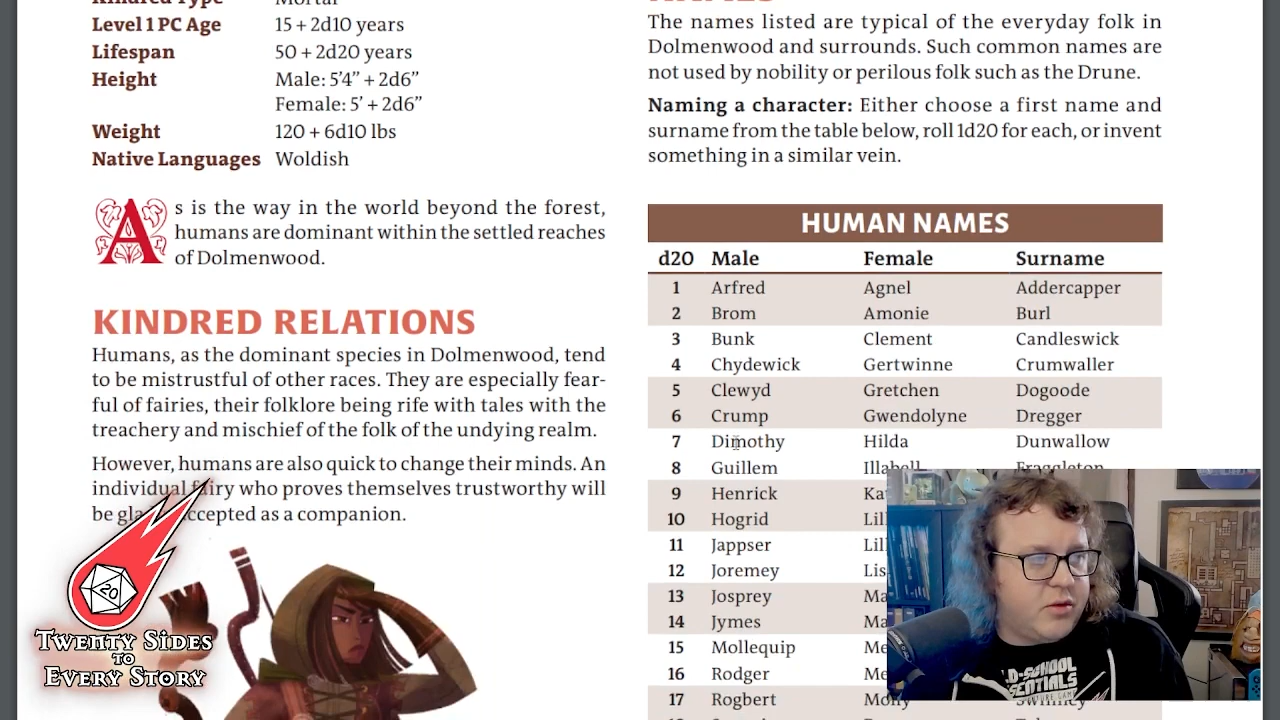 Kindred Type Mortal
Level 1 PC Age 15 + 2d10 years
Lifespan 50 + 2d20 years
Height Male: 5’4” + 2d6”
Female: 5’ + 2d6”
Weight 120 + 6d10 lbs
Native Languages Woldish
As is the way in the world beyond the forest,
humans are dominant within the settled reaches
of Dolmenwood.
KINDRED RELATIONS
Humans, as the dominant species in Dolmenwood, tend
to be mistrustful of other races. They are especially fear-
ful of fairies, their folklore being rife with tales with the
treachery and mischief of the folk of the undying realm.
However, humans are also quick to change their minds. An
individual fairy who proves themselves trustworthy will
be accepted as a companion.
20
TWENTY SIDES
TO
EVERY STORY
NAMES
The names listed are typical of the everyday folk in
Dolmenwood and surrounds. Such common names are
not used by nobility or perilous folk such as the Drune.
Naming a character: Either choose a first name and
surname from the table below, roll 1d20 for each, or invent
something in a similar vein.
HUMAN NAMES
d20 Male Female Surname
1 Arfred Agnel Addercapper
2 Brom Amonie Burl
3 Bunk Clement Candleswick
4 Chydewick Gertwinne Crumwaller
5 Clewyd Gretchen Dogoode
6 Crump Gwendolyne Dregger
7 Dimothy Hilda Dunwallow
8 Guillem Illabell Fraggleton
9 Henrick
10 Hogrid
11 Jappser
12 Joremey
13 Josprey
14 Jymes
15 Mollequip
16 Rodger
17 Rogbert Molly Swinney